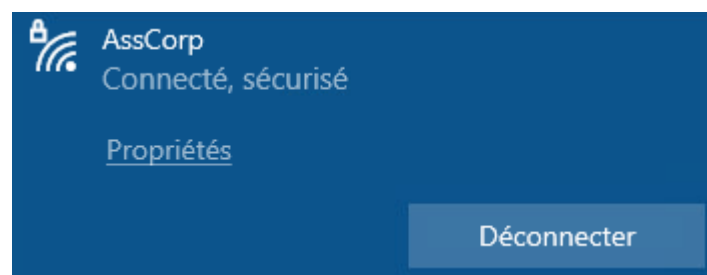 AssCorp
Connecté, sécurisé
Propriétés
Déconnecter